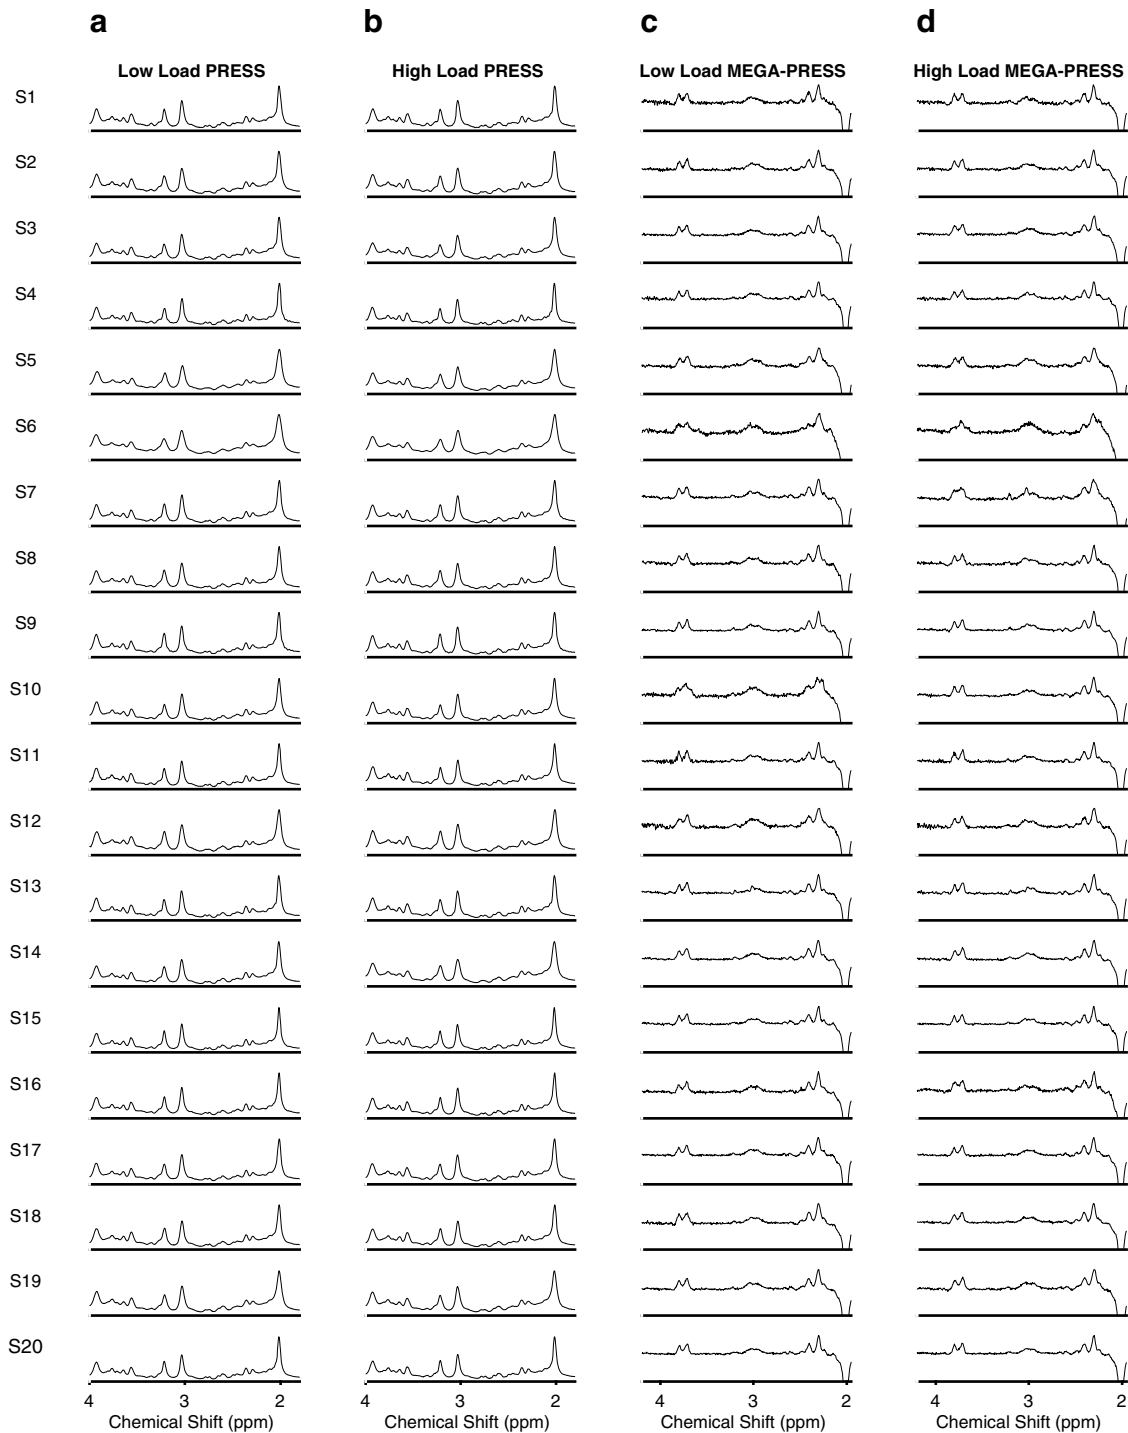 a b c d
Low Load PRESS High Load PRESS Low Load MEGA-PRESS High Load MEGA-PRESS
S1
S2
S3
S4
S5
S6
S7
S8
S9
S10
S11
S12
S13
S14
S15
S16
S17
S18
S19
S20
4 3 2 4 3 2 4 3 2 4 3 2
Chemical Shift (ppm) Chemical Shift (ppm) Chemical Shift (ppm) Chemical Shift (ppm)